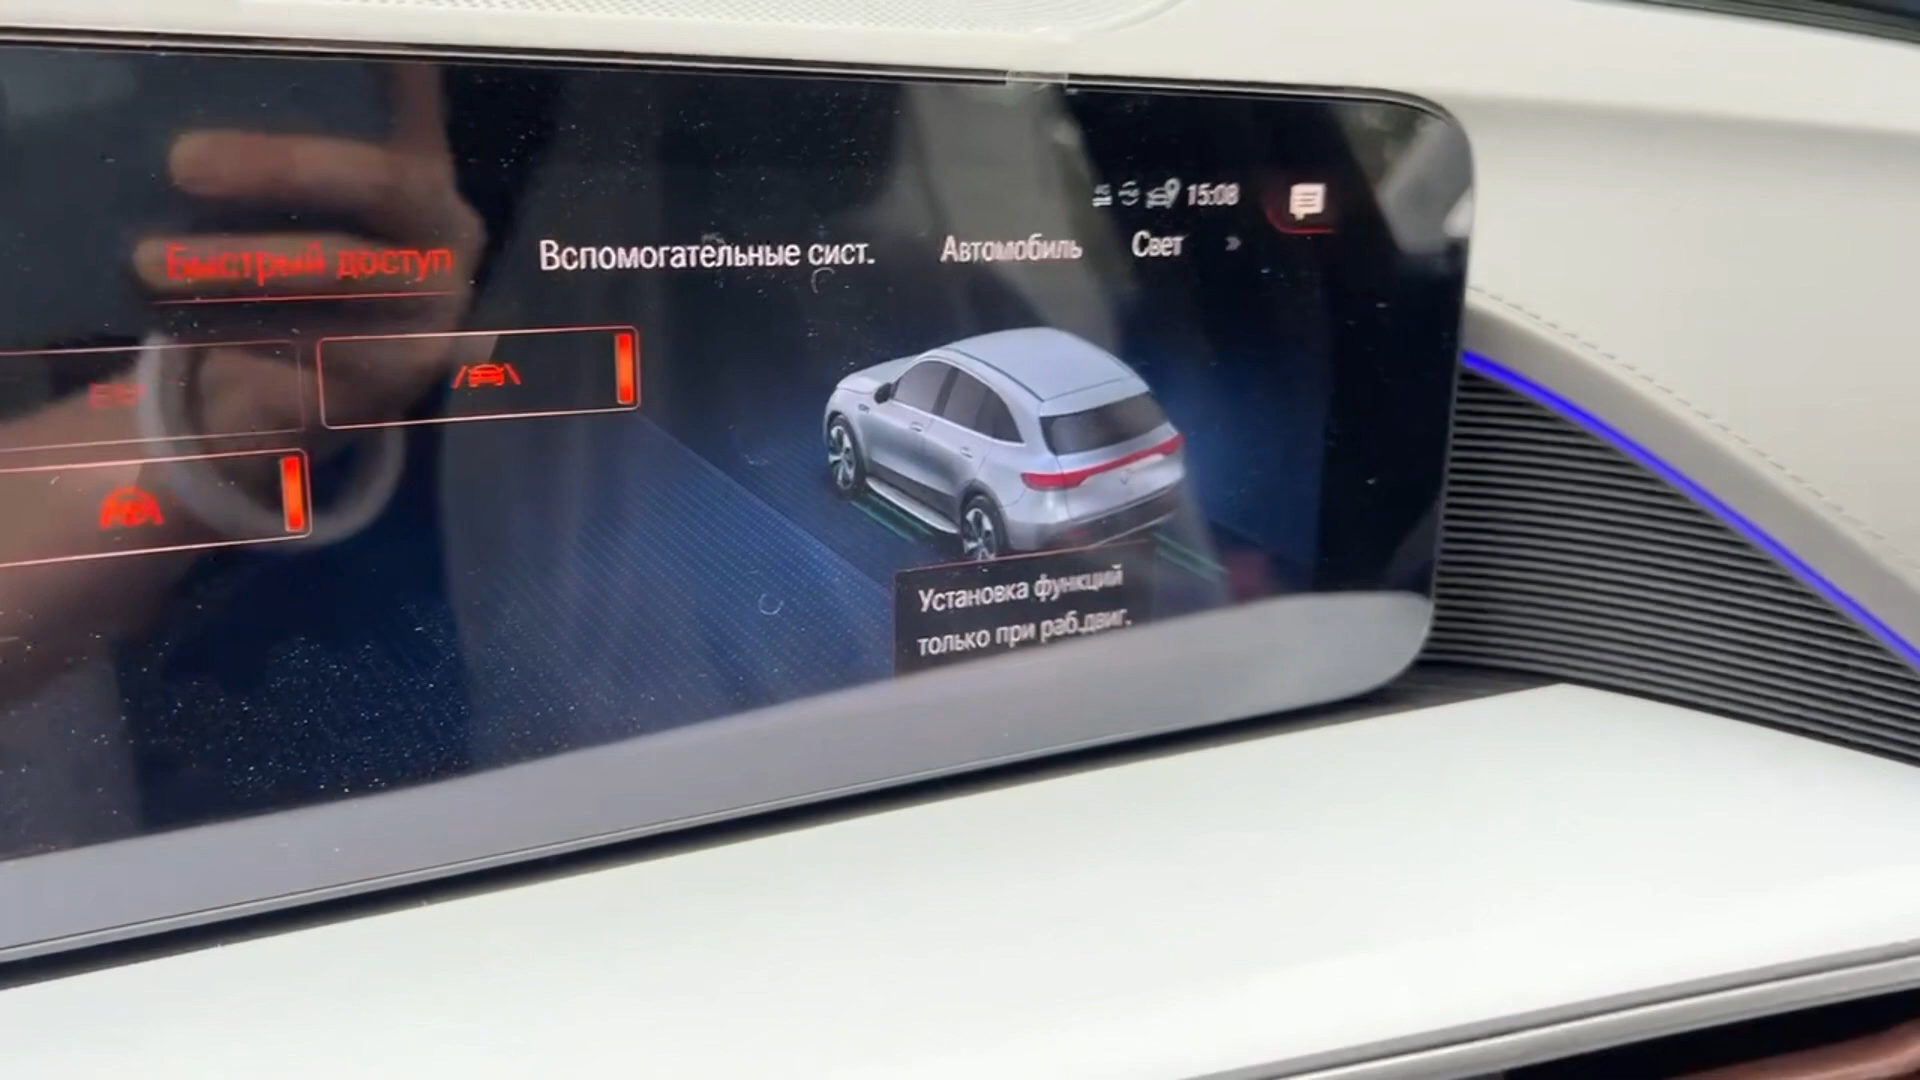 15:08
Быстрый доступ
Вспомогательные сист.
Автомобиль
Свет
»
Установка функций
только при раб.двиг.